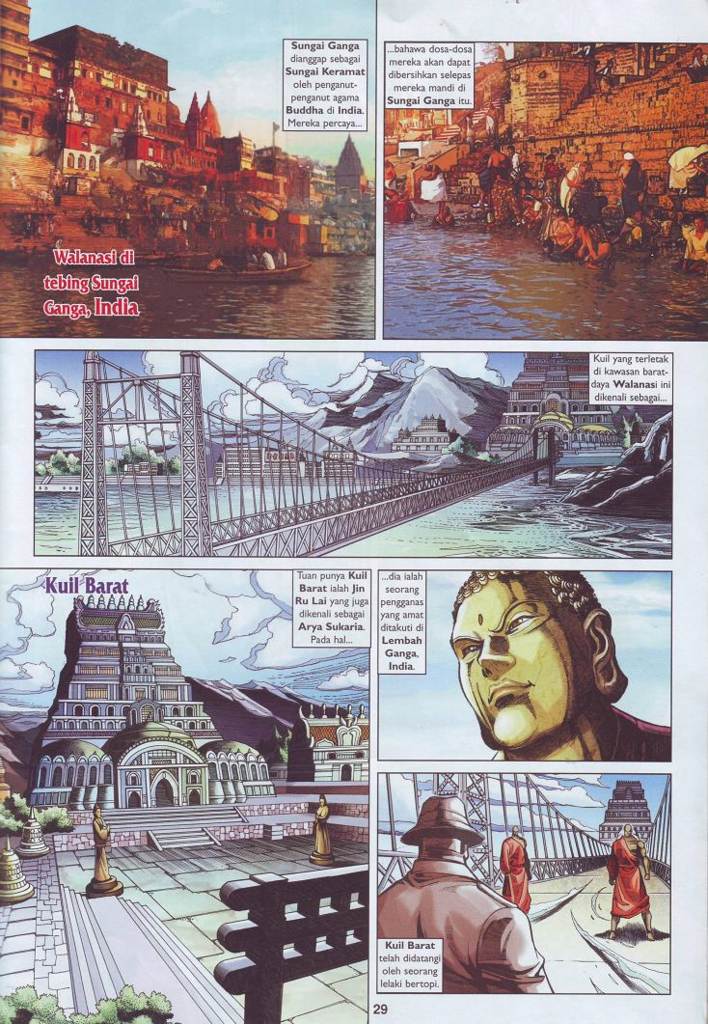 Sungai Ganga
dianggap sebagai
Sungai Keramat
oleh penganut-
penganut agama
Buddha di India.
Mereka percaya...
...bahawa dosa-dosa
mereka akan dapat
dibersihkan selepas
mereka mandi di
Sungai Ganga itu.
Walanasi di
tebing Sungai
Ganga, India
Kuil yang terletak
di kawasan barat-
daya Walanasi ini
dikenali sebagai...
Kuil Barat
Tuan punya Kuil
Barat ialah Jin
Ru Lai yang juga
dikenali sebagai
Arya Sukaria.
Pada hal...
...dia ialah
seorang
pengganas
yang amat
ditakuti di
Lembah
Ganga,
India.
Kuil Barat
telah didatangi
oleh seorang
lelaki bertopi.
29